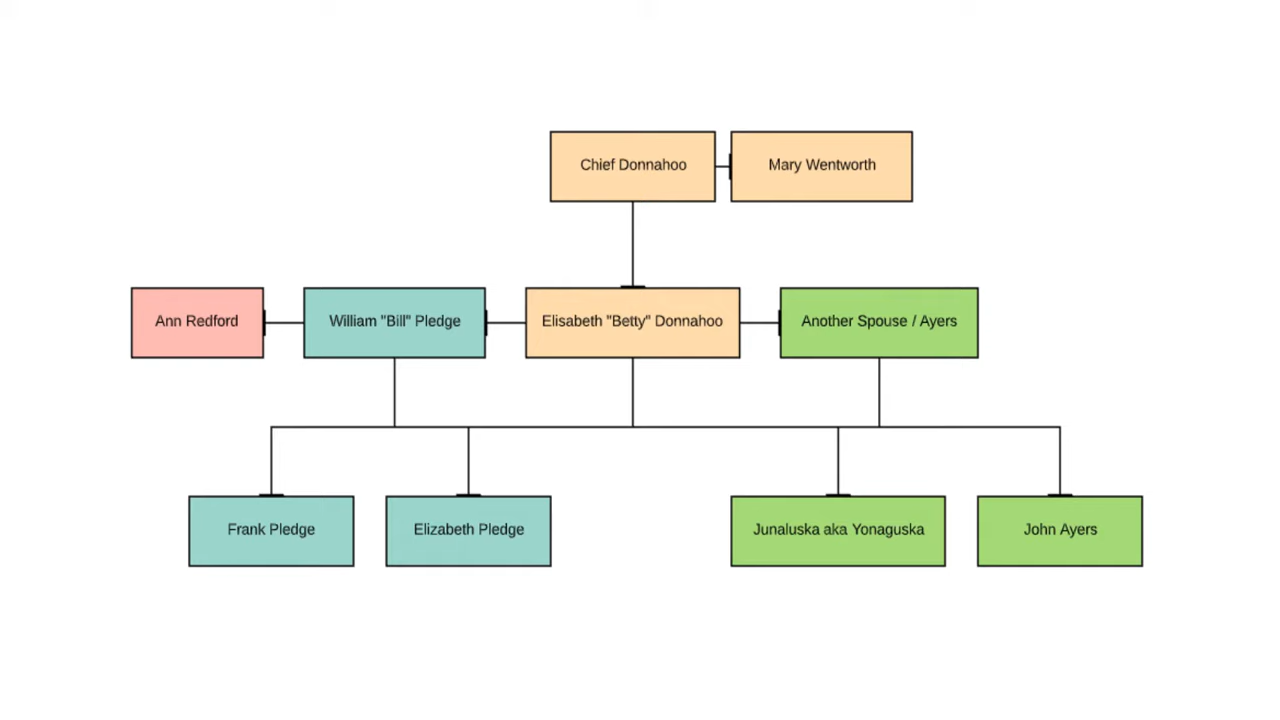 Chief Donnahoo
Mary Wentworth
Ann Redford
William "Bill" Pledge
Elisabeth "Betty" Donnahoo
Another Spouse / Ayers
Frank Pledge
Elizabeth Pledge
Junaluska aka Yonaguska
John Ayers